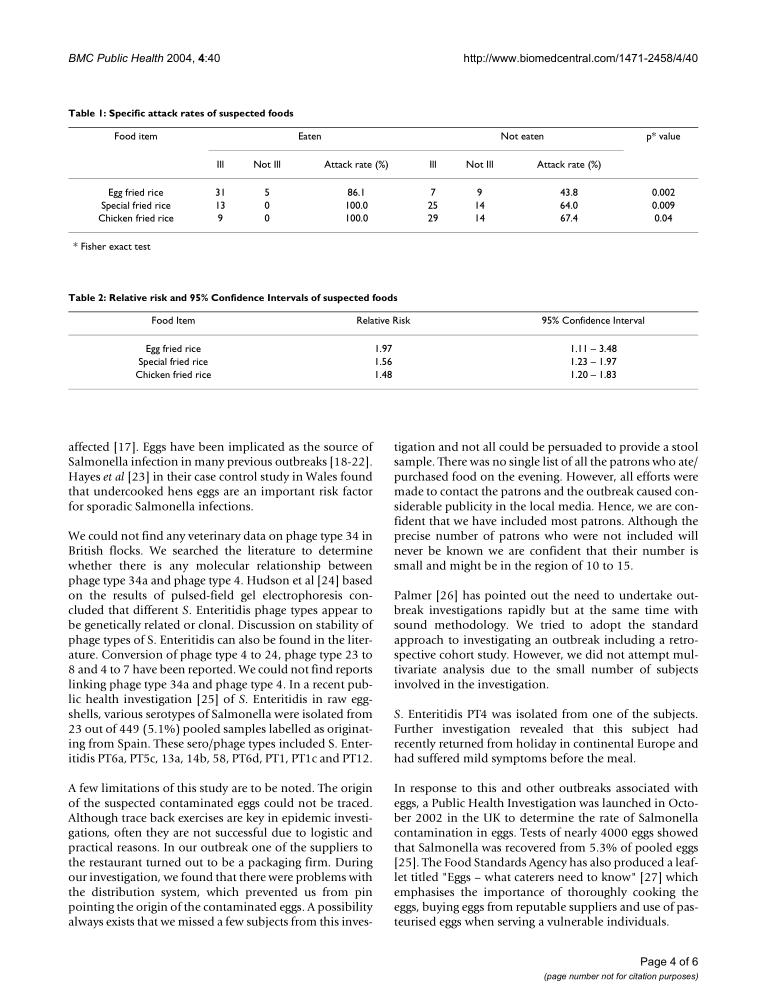 BMC Public Health 2004, 4:40 http://www.biomedcentral.com/1471-2458/4/40
Table 1: Specific attack rates of suspected foods
Food item Eaten Not eaten p* value
Ill Not Ill Attack rate (%) Ill Not Ill Attack rate (%)
Egg fried rice 31 5 86.1 7 9 43.8 0.002
Special fried rice 13 0 100.0 25 14 64.0 0.009
Chicken fried rice 9 0 100.0 29 14 67.4 0.04
* Fisher exact test
Table 2: Relative risk and 95% Confidence Intervals of suspected foods
Food Item Relative Risk 95% Confidence Interval
Egg fried rice 1.97 1.11 – 3.48
Special fried rice 1.56 1.23 – 1.97
Chicken fried rice 1.48 1.20 – 1.83
affected [17]. Eggs have been implicated as the source of
Salmonella infection in many previous outbreaks [18-22].
Hayes et al [23] in their case control study in Wales found
that undercooked hens eggs are an important risk factor
for sporadic Salmonella infections.
We could not find any veterinary data on phage type 34 in
British flocks. We searched the literature to determine
whether there is any molecular relationship between
phage type 34a and phage type 4. Hudson et al [24] based
on the results of pulsed-field gel electrophoresis con-
cluded that different S. Enteritidis phage types appear to
be genetically related or clonal. Discussion on stability of
phage types of S. Enteritidis can also be found in the liter-
ature. Conversion of phage type 4 to 24, phage type 23 to
8 and 4 to 7 have been reported. We could not find reports
linking phage type 34a and phage type 4. In a recent pub-
lic health investigation [25] of S. Enteritidis in raw egg-
shells, various serotypes of Salmonella were isolated from
23 out of 449 (5.1%) pooled samples labelled as originat-
ing from Spain. These sero/phage types included S. Enter-
itidis PT6a, PT5c, 13a, 14b, 58, PT6d, PT1, PT1c and PT12.
A few limitations of this study are to be noted. The origin
of the suspected contaminated eggs could not be traced.
Although trace back exercises are key in epidemic investi-
gations, often they are not successful due to logistic and
practical reasons. In our outbreak one of the suppliers to
the restaurant turned out to be a packaging firm. During
our investigation, we found that there were problems with
the distribution system, which prevented us from pin
pointing the origin of the contaminated eggs. A possibility
always exists that we missed a few subjects from this inves-
tigation and not all could be persuaded to provide a stool
sample. There was no single list of all the patrons who ate/
purchased food on the evening. However, all efforts were
made to contact the patrons and the outbreak caused con-
siderable publicity in the local media. Hence, we are con-
fident that we have included most patrons. Although the
precise number of patrons who were not included will
never be known we are confident that their number is
small and might be in the region of 10 to 15.
Palmer [26] has pointed out the need to undertake out-
break investigations rapidly but at the same time with
sound methodology. We tried to adopt the standard
approach to investigating an outbreak including a retro-
spective cohort study. However, we did not attempt mul-
tivariate analysis due to the small number of subjects
involved in the investigation.
S. Enteritidis PT4 was isolated from one of the subjects.
Further investigation revealed that this subject had
recently returned from holiday in continental Europe and
had suffered mild symptoms before the meal.
In response to this and other outbreaks associated with
eggs, a Public Health Investigation was launched in Octo-
ber 2002 in the UK to determine the rate of Salmonella
contamination in eggs. Tests of nearly 4000 eggs showed
that Salmonella was recovered from 5.3% of pooled eggs
[25]. The Food Standards Agency has also produced a leaf-
let titled "Eggs – what caterers need to know" [27] which
emphasises the importance of thoroughly cooking the
eggs, buying eggs from reputable suppliers and use of pas-
teurised eggs when serving a vulnerable individuals.
Page 4 of 6
(page number not for citation purposes)